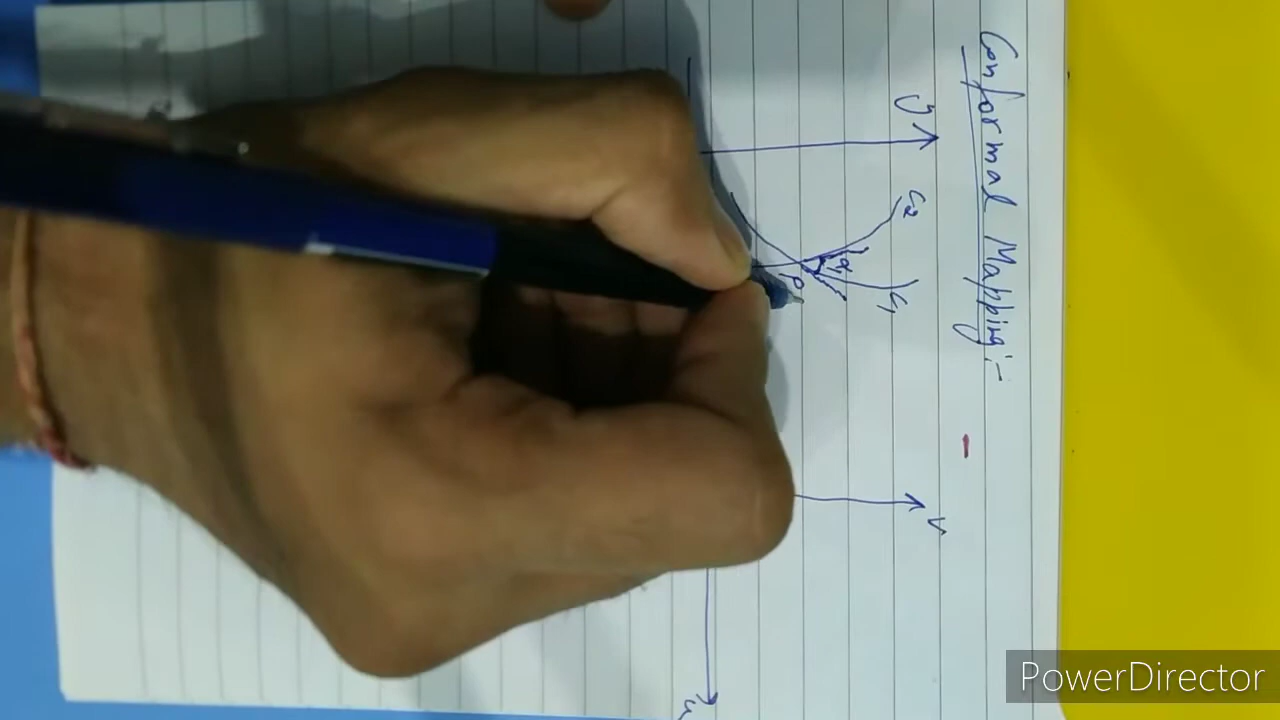 Conformal Mapping :-
y
C2
C1
α
P
v
u
PowerDirector